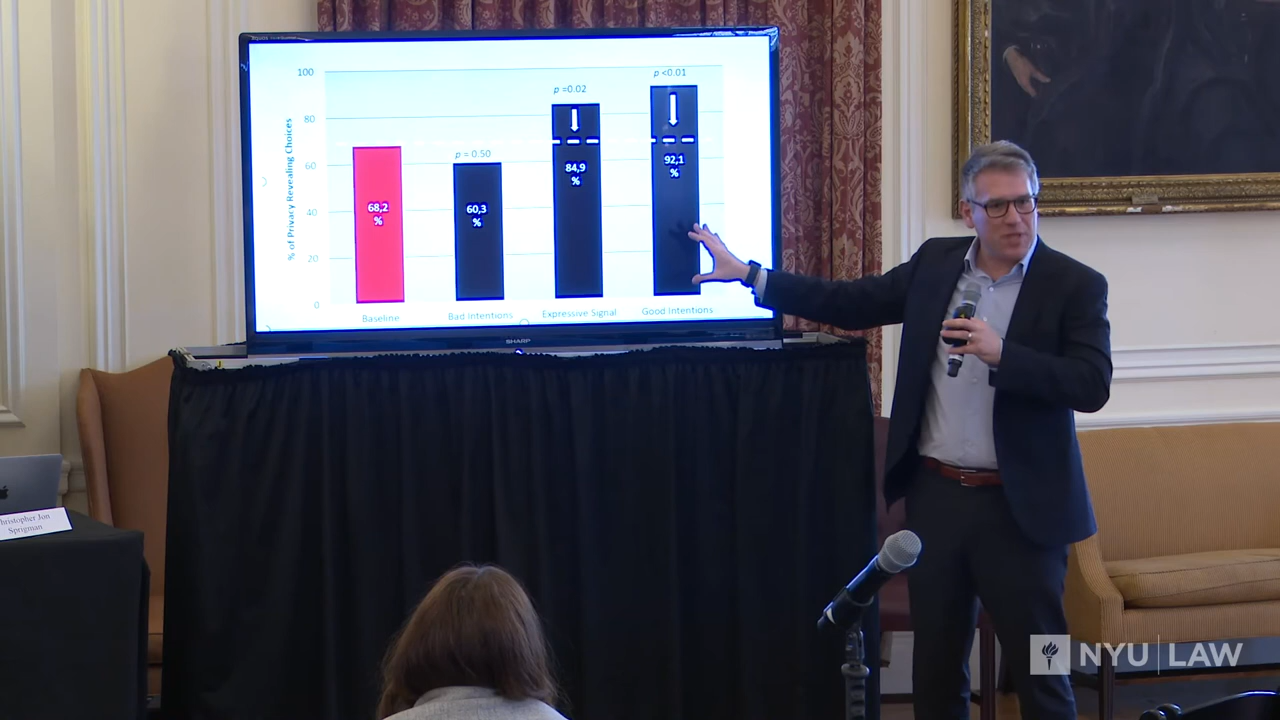 100
80
60
40
20
0
% of Privacy Revealing Choices
68,2
%
p = 0.50
60,3
%
p =0.02
84,9
%
p <0.01
92,1
%
Baseline
Bad Intentions
Expressive Signal
Good Intentions
SHARP
hristopher Jon
Sprigman
NYU LAW